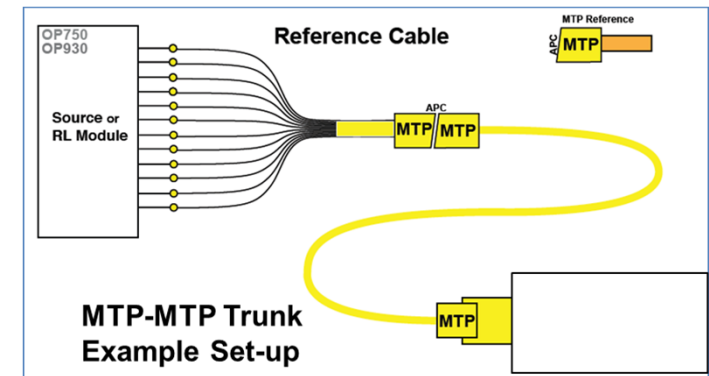 OP750
OP930
Reference Cable
MTP Reference
APC
MTP
Source or
RL Module
APC
MTP
MTP
MTP
MTP-MTP Trunk
Example Set-up